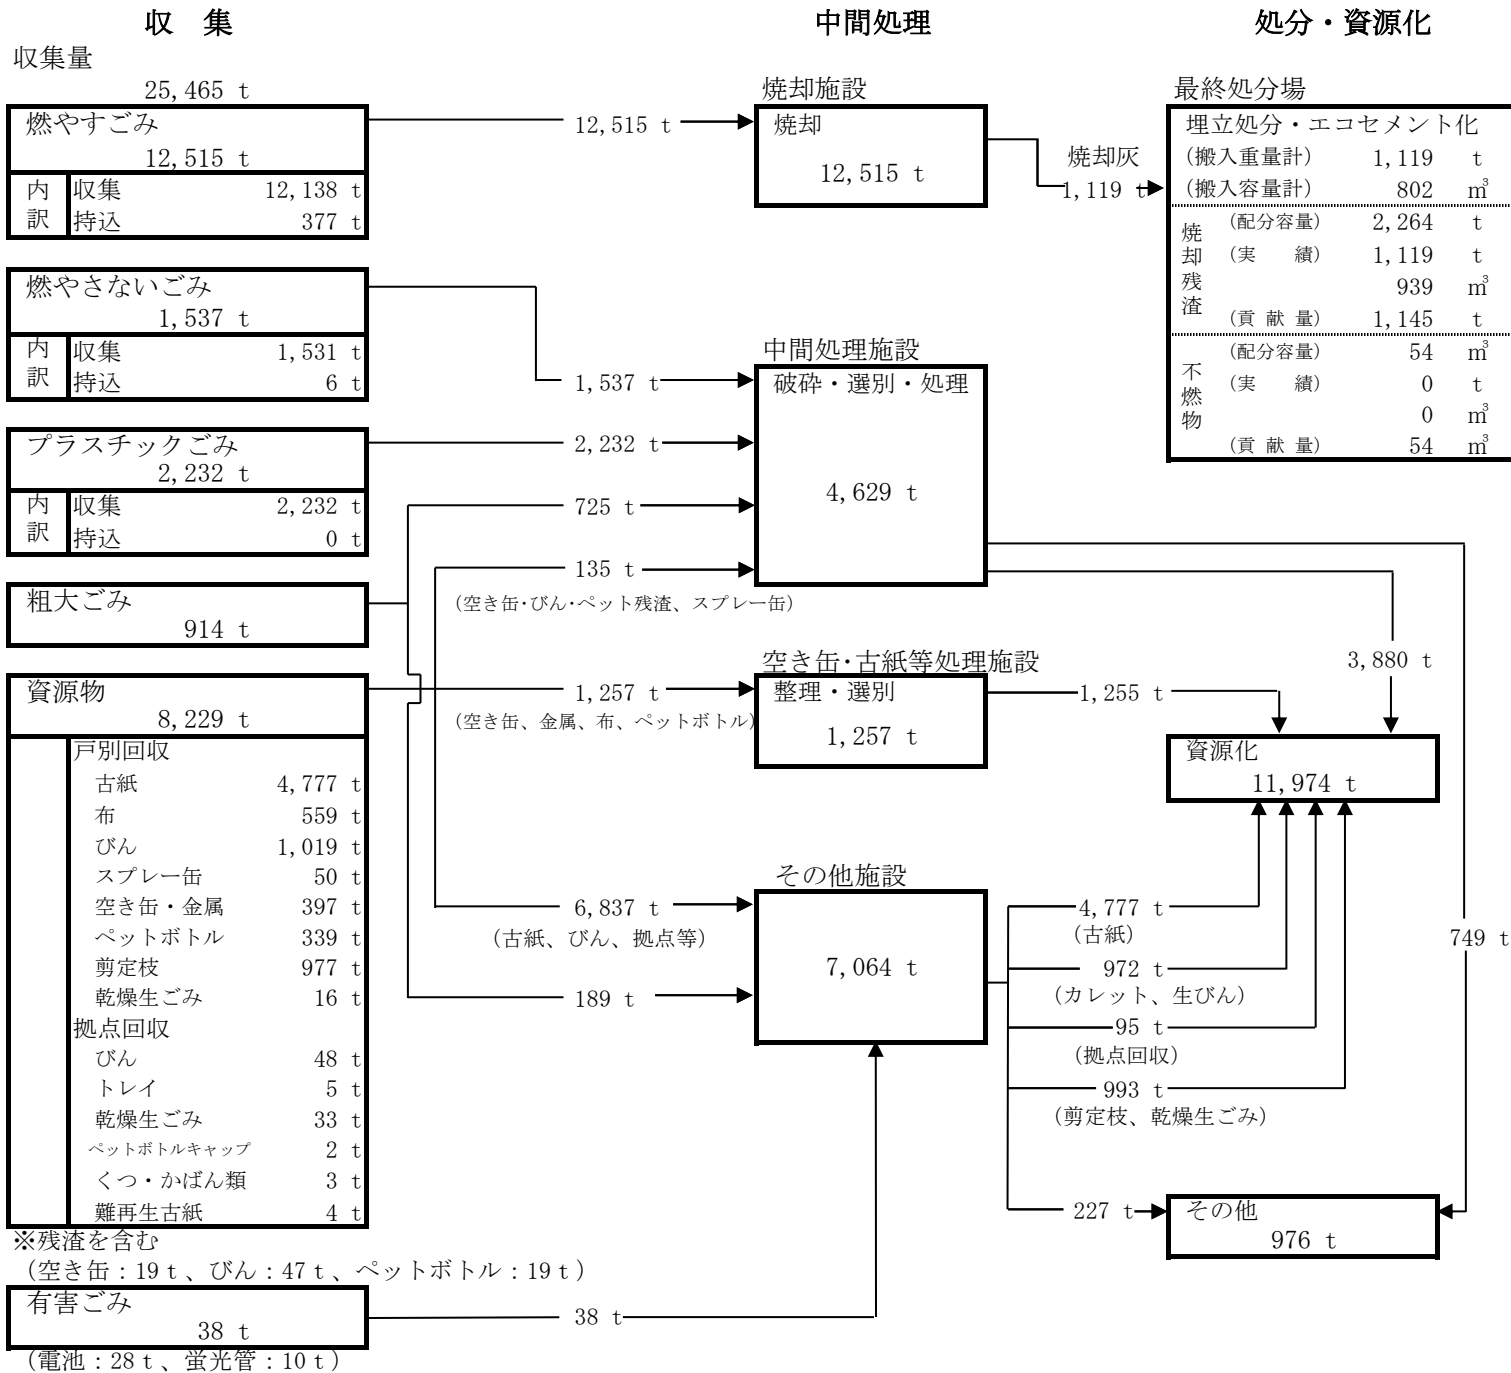 収 集
収集量
25,465 t
燃やすごみ
12,515 t
内訳
収集 12,138 t
持込 377 t
燃やさないごみ
1,537 t
内訳
収集 1,531 t
持込 6 t
プラスチックごみ
2,232 t
内訳
収集 2,232 t
持込 0 t
粗大ごみ
914 t
資源物
8,229 t
戸別回収
古紙 4,777 t
布 559 t
びん 1,019 t
スプレー缶 50 t
空き缶・金属 397 t
ペットボトル 339 t
剪定枝 977 t
乾燥生ごみ 16 t
拠点回収
びん 48 t
トレイ 5 t
乾燥生ごみ 33 t
ペットボトルキャップ 2 t
くつ・かばん類 3 t
難再生古紙 4 t
※残渣を含む
（空き缶：19ｔ、びん：47ｔ、ペットボトル：19ｔ）
有害ごみ
38 t
（電池：28ｔ、蛍光管：10ｔ）
12,515 t
1,537 t
2,232 t
725 t
135 t
（空き缶・びん・ペット残渣、スプレー缶）
1,257 t
（空き缶、金属、布、ペットボトル）
6,837 t
（古紙、びん、拠点等）
189 t
38 t
中間処理
焼却施設
焼却
12,515 t
中間処理施設
破砕・選別・処理
4,629 t
空き缶・古紙等処理施設
整理・選別
1,257 t
その他施設
7,064 t
焼却灰
1,119 t
3,880 t
1,255 t
749 t
4,777 t
（古紙）
972 t
（カレット、生びん）
95 t
（拠点回収）
993 t
（剪定枝、乾燥生ごみ）
227 t
処分・資源化
最終処分場
埋立処分・エコセメント化
（搬入重量計） 1,119 t
（搬入容量計） 802 ㎥
焼却残渣
（配分容量） 2,264 t
（実 績） 1,119 t
939 ㎥
（貢 献 量） 1,145 t
不燃物
（配分容量） 54 ㎥
（実 績） 0 t
0 ㎥
（貢 献 量） 54 ㎥
資源化
11,974 t
その他
976 t